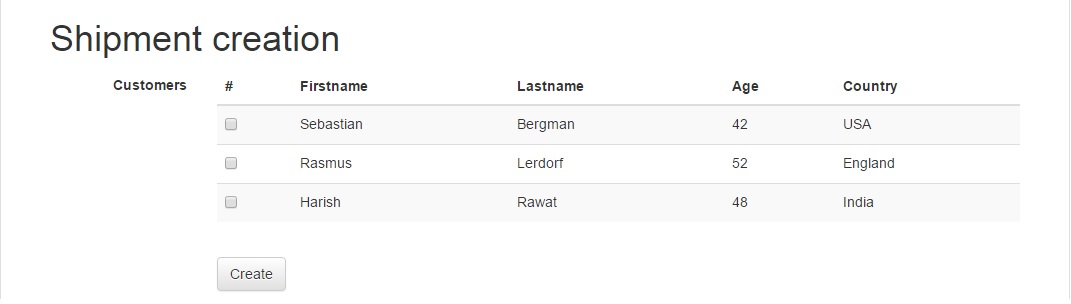 Shipment creation
Customers # Firstname Lastname Age Country
Sebastian Bergman 42 USA
Rasmus Lerdorf 52 England
Harish Rawat 48 India
Create